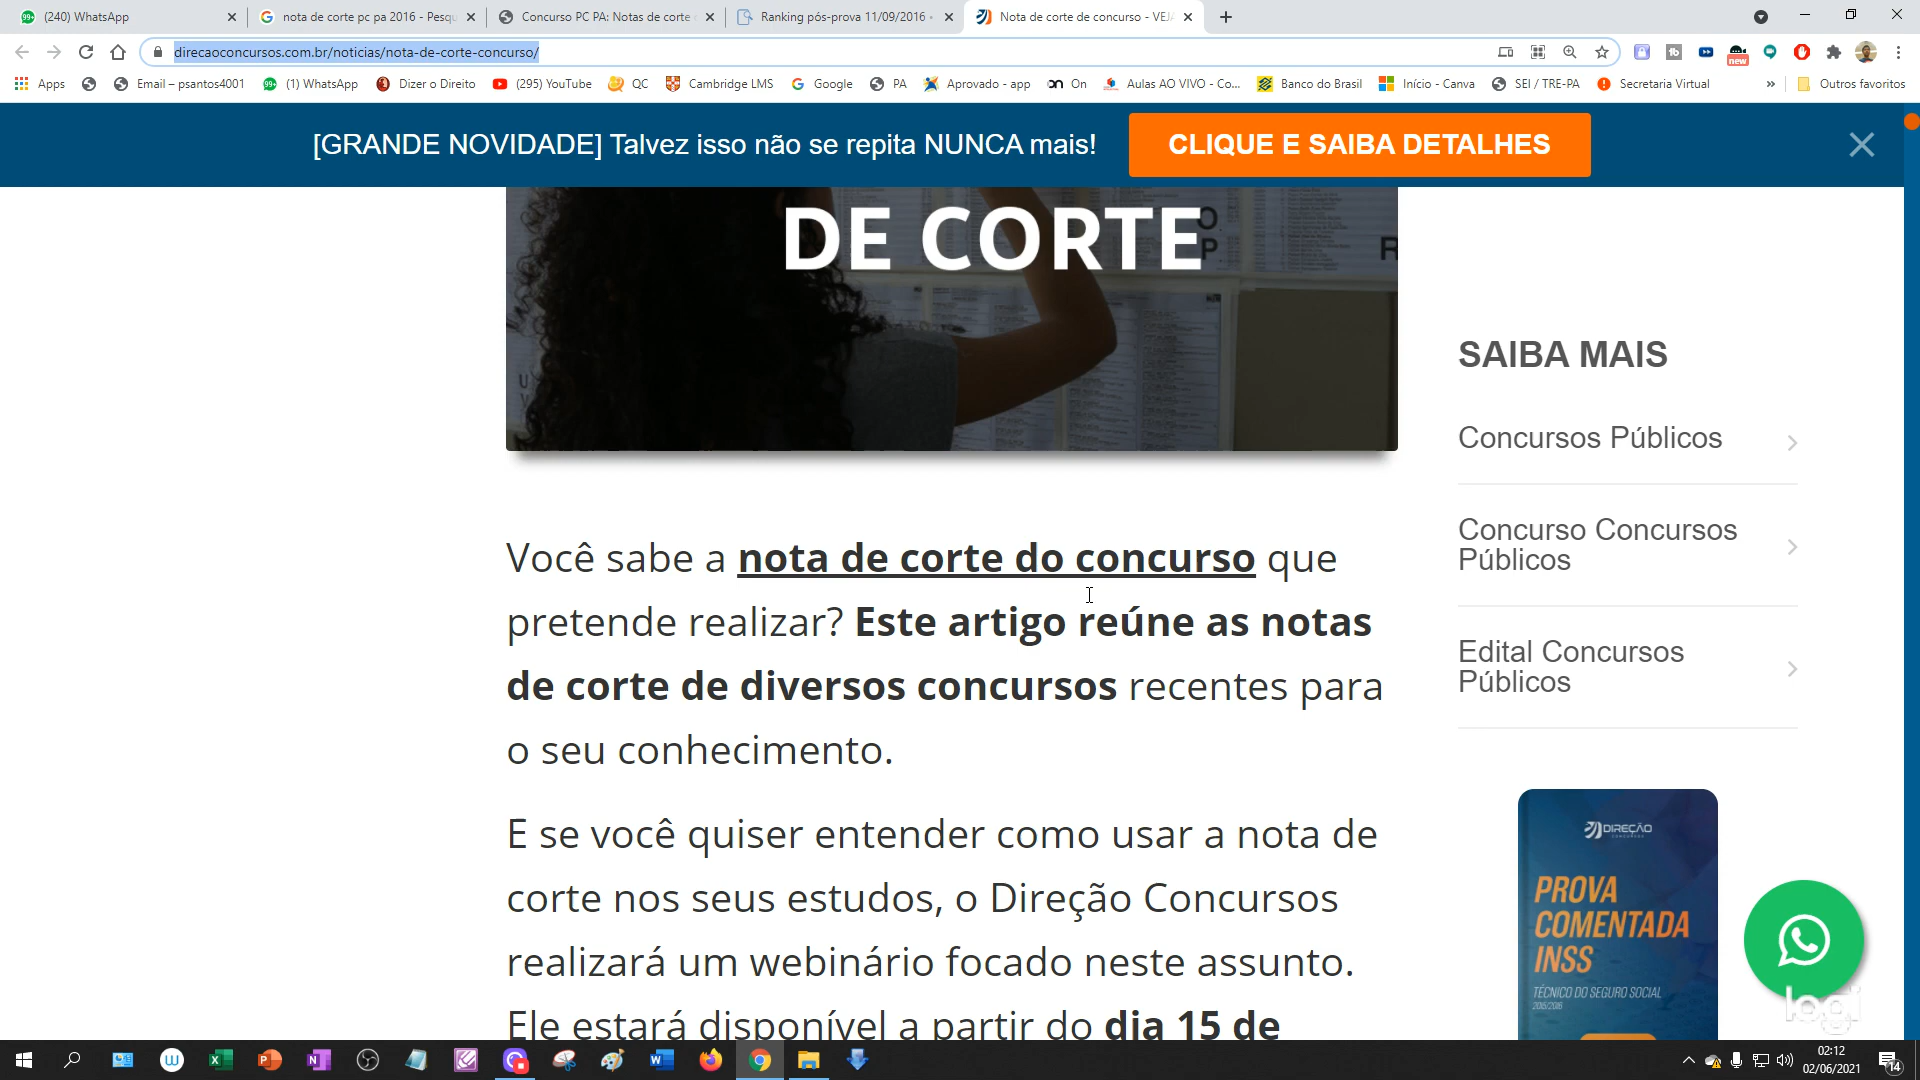 (240) WhatsApp
nota de corte pc pa 2016 - Pesqu
Concurso PC PA: Notas de corte
Ranking pós-prova 11/09/2016
Nota de corte de concurso - VEJA
direcaoconcursos.com.br/noticias/nota-de-corte-concurso/
new
Apps
Email – psantos4001
(1) WhatsApp
Dizer o Direito
(295) YouTube
QC
Cambridge LMS
Google
PA
Aprovado - app
On
Aulas AO VIVO - Co...
Banco do Brasil
Início - Canva
SEI / TRE-PA
Secretaria Virtual
»
Outros favoritos
[GRANDE NOVIDADE] Talvez isso não se repita NUNCA mais!
CLIQUE E SAIBA DETALHES
DE CORTE
Você sabe a nota de corte do concurso que
pretende realizar? Este artigo reúne as notas
de corte de diversos concursos recentes para
o seu conhecimento.
E se você quiser entender como usar a nota de
corte nos seus estudos, o Direção Concursos
realizará um webinário focado neste assunto.
Ele estará disponível a partir do dia 15 de
SAIBA MAIS
Concursos Públicos
Concurso Concursos
Públicos
Edital Concursos
Públicos
DIREÇÃO
CONCURSOS
PROVA
COMENTADA
INSS
TÉCNICO DO SEGURO SOCIAL
2015/2016
logi
02:12
02/06/2021
14